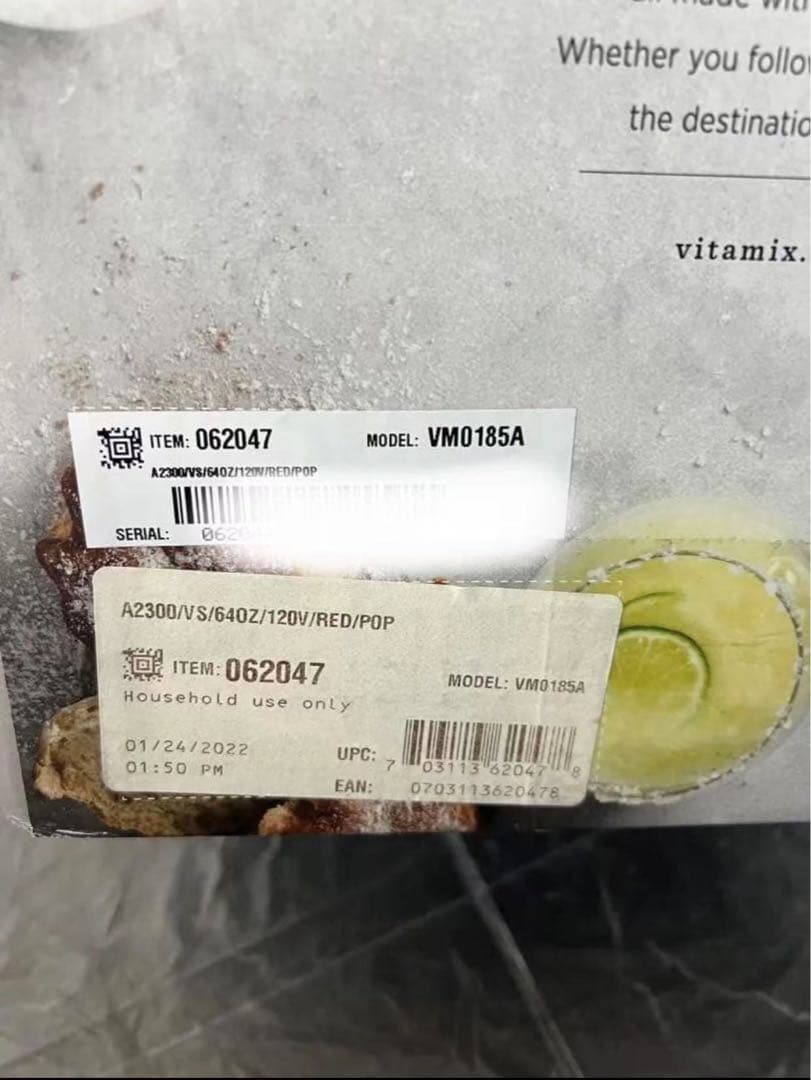 Whether you follo
the destinatio
vitamix.
ITEM: 062047 MODEL: VM0185A
A2300/VS/64OZ/120V/RED/POP
SERIAL: 062
A2300/VS/64OZ/120V/RED/POP
ITEM: 062047 MODEL: VM0185A
Household use only
01/24/2022
01:50 PM
UPC: 7 03113 62047 8
EAN: 0703113620478